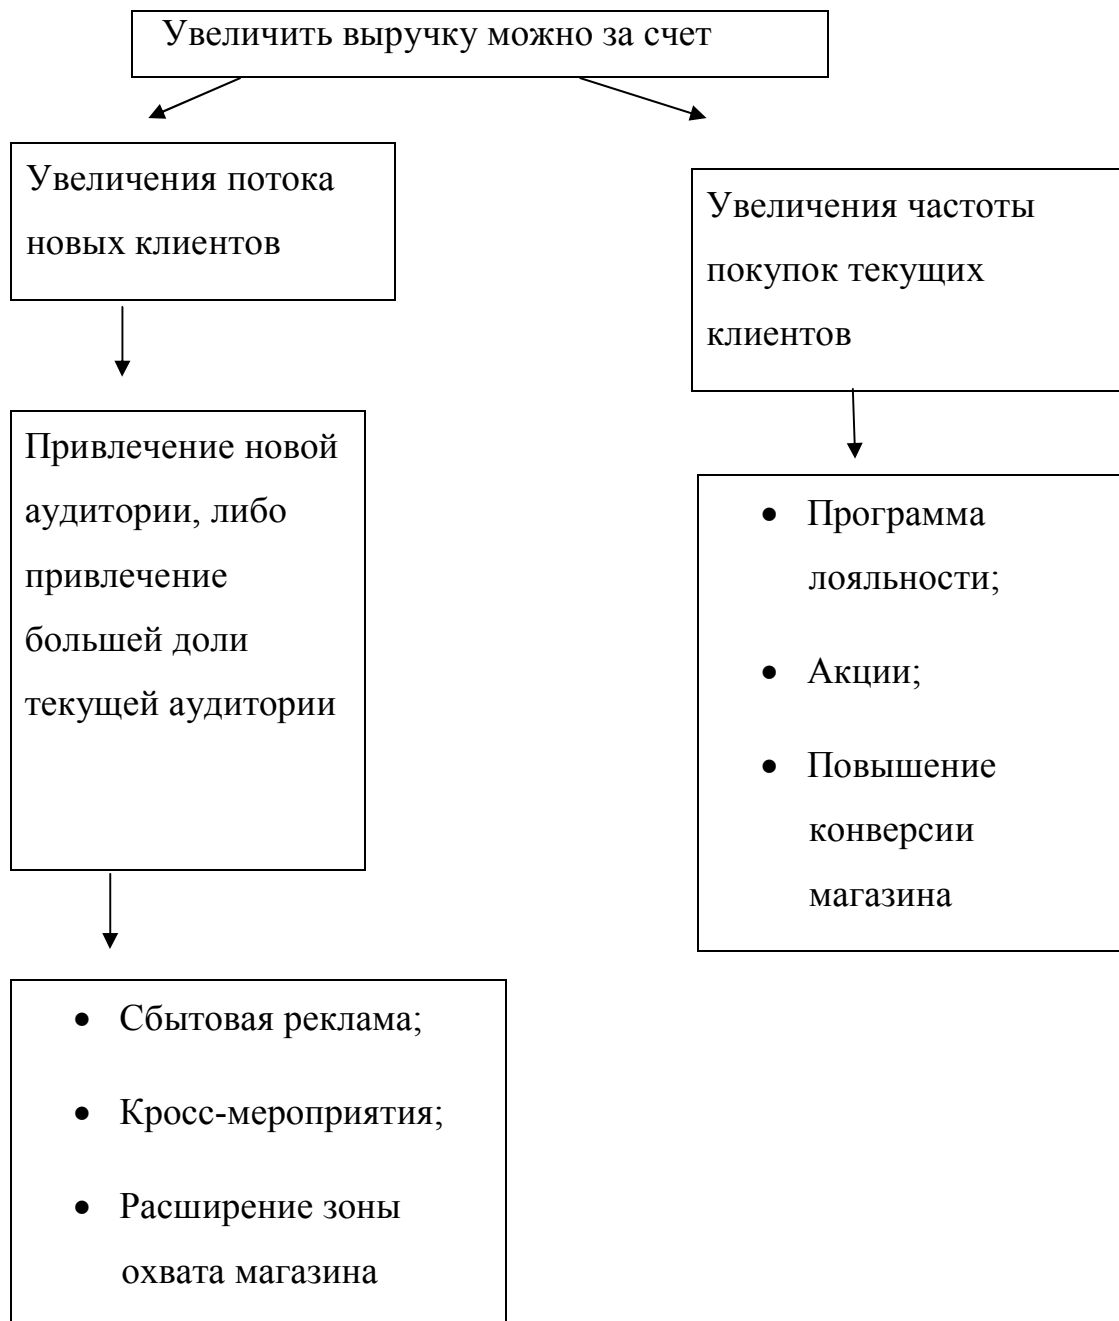 Увеличить выручку можно за счет
Увеличения потока
новых клиентов
Увеличения частоты
покупок текущих
клиентов
Привлечение новой
аудитории, либо
привлечение
большей доли
текущей аудитории
• Программа
лояльности;
• Акции;
• Повышение
конверсии
магазина
• Сбытовая реклама;
• Кросс-мероприятия;
• Расширение зоны
охвата магазина